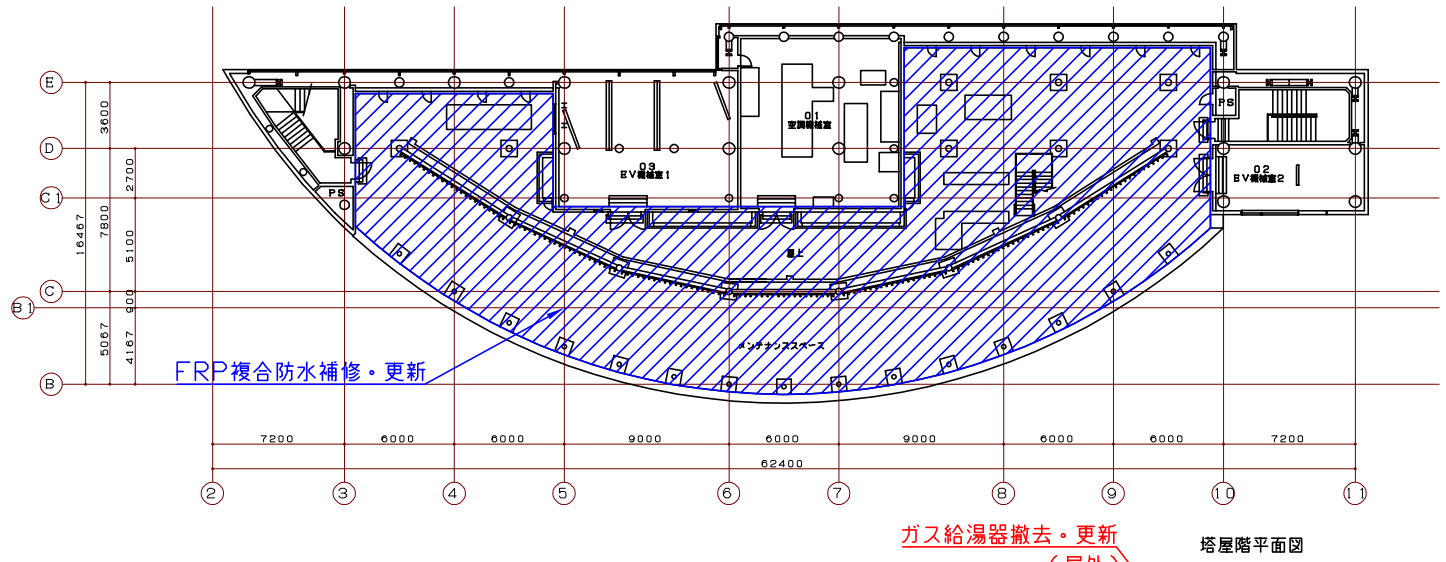 E
D
C1
C
B1
B
3600
2700
7800
16467
5100
900
5067
4167
PS
03
EV機械室1
01
空調機械室
PS
02
EV機械室2
屋上
メンテナンススペース
FRP複合防水補修・更新
7200
6000
6000
9000
6000
9000
6000
6000
7200
62400
2
3
4
5
6
7
8
9
10
11
ガス給湯器撤去・更新
(屋外)
塔屋階平面図